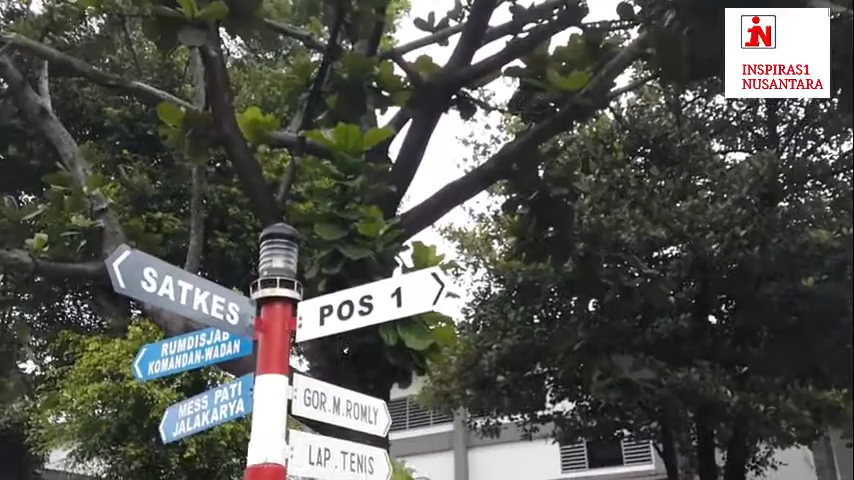 INSPIRAS1
NUSANTARA
SATKES
POS 1
RUMDISJAB
KOMANDAN-WADAN
GOR.M.ROMLY
MESS PATI
JALAKARYA
LAP. TENIS